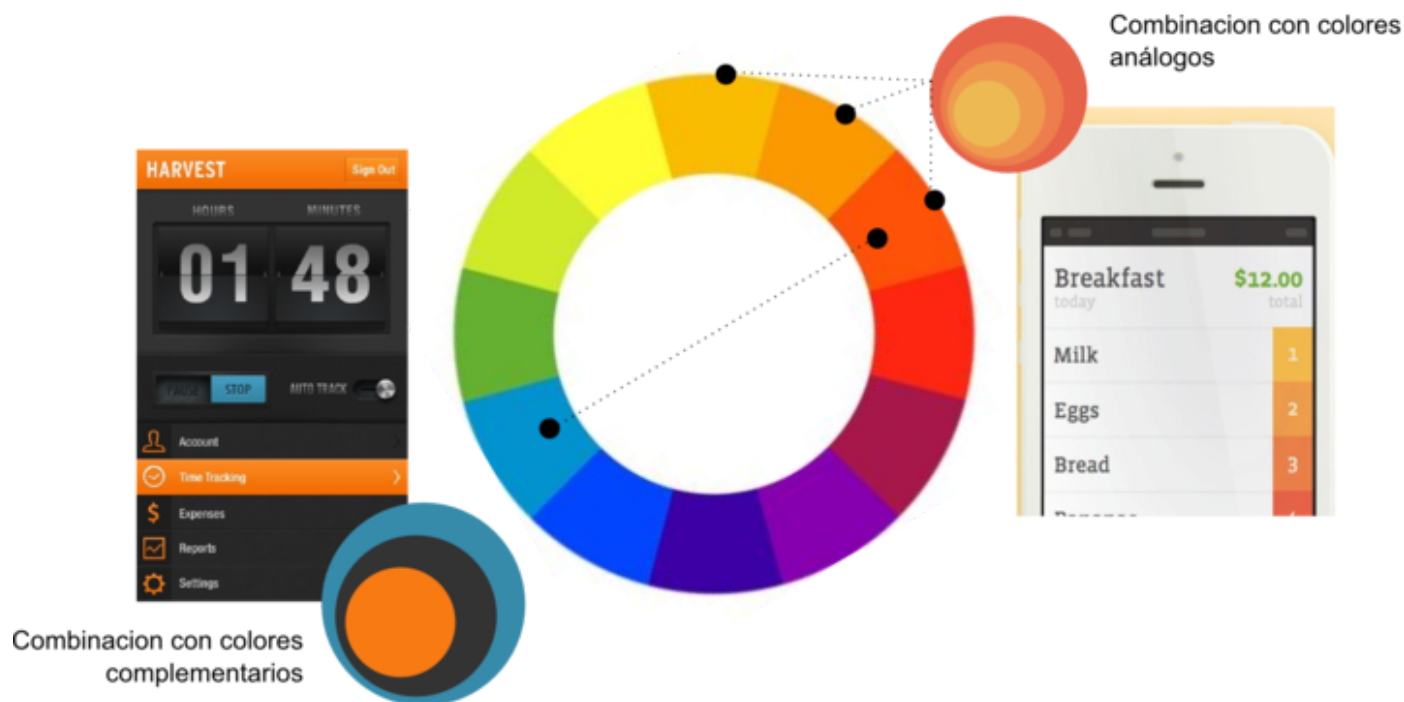 Combinacion con colores
análogos
HARVEST
Sign Out
HOURS
MINUTES
01
48
PAUSE
STOP
AUTO TRACK
Account
Time Tracking
$ Expenses
Reports
Settings
Combinacion con colores
complementarios
Breakfast
$12.00
today
total
Milk
1
Eggs
2
Bread
3